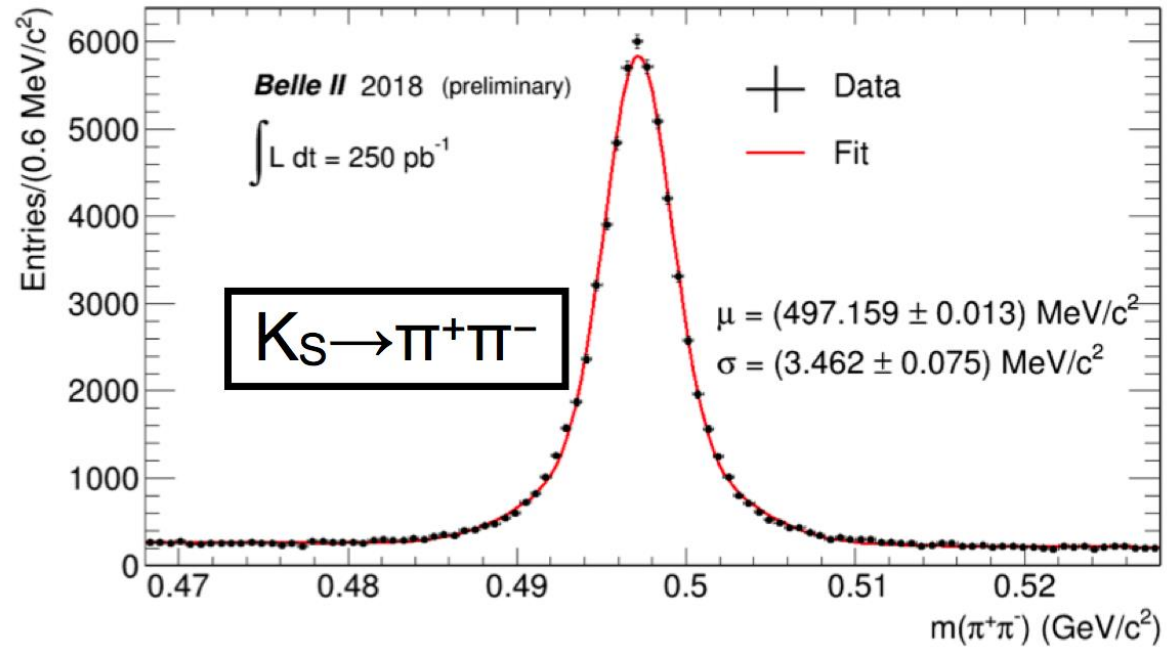 Entries/(0.6 MeV/c²)
6000
5000
4000
3000
2000
1000
0
Belle II 2018 (preliminary)
∫L dt = 250 pb⁻¹
Data
Fit
K_S→π⁺π⁻
μ = (497.159 ± 0.013) MeV/c²
σ = (3.462 ± 0.075) MeV/c²
0.47 0.48 0.49 0.5 0.51 0.52
m(π⁺π⁻) (GeV/c²)